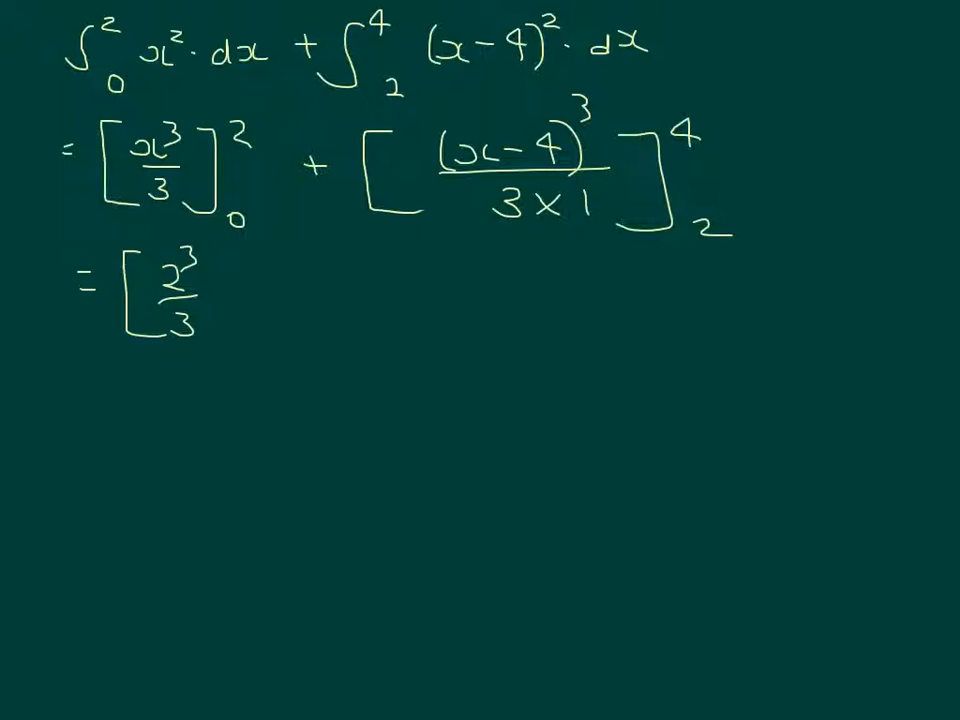 ∫₀² x² · dx + ∫₂⁴ (x − 4)² · dx
= [x³/3]₀² + [(x − 4)³/(3 × 1)]₂⁴
= [2³/3